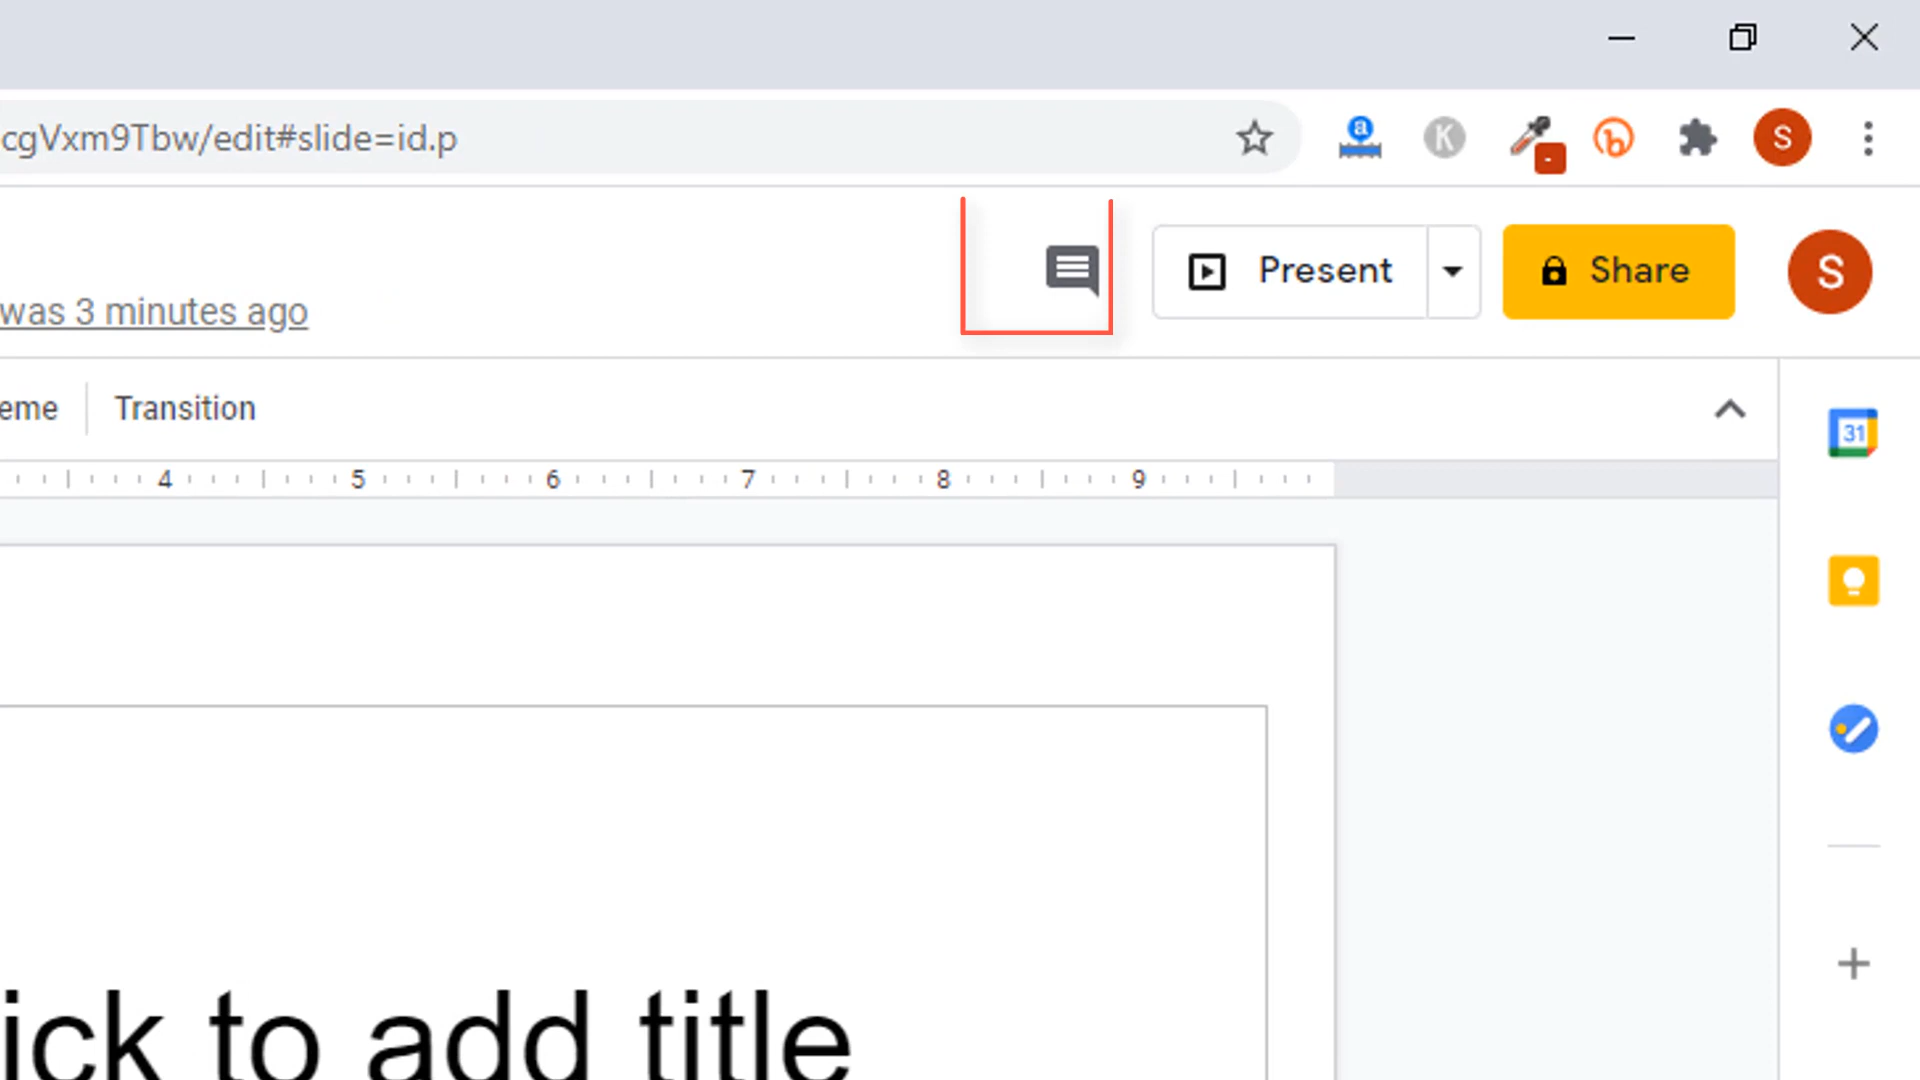 cgVxm9Tbw/edit#slide=id.p
a
K
-
b
S
Present
Share
S
was 3 minutes ago
eme
Transition
31
4 5 6 7 8 9
ick to add title